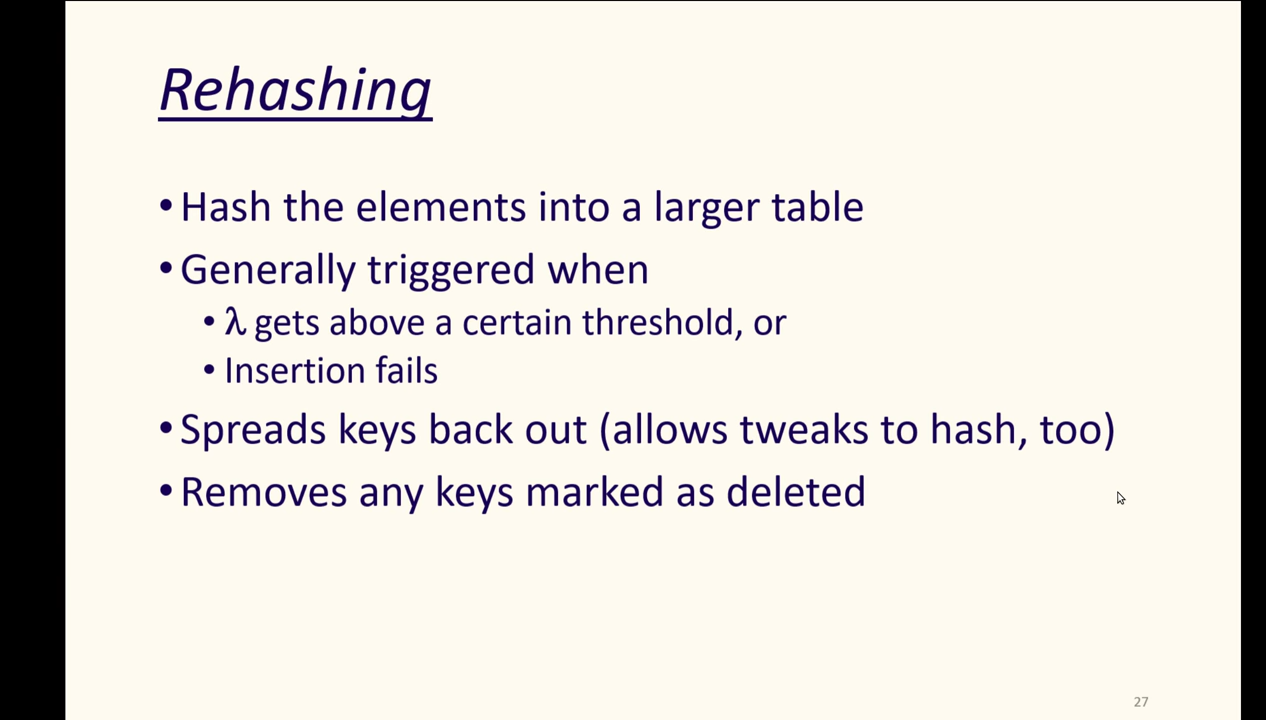 Rehashing
• Hash the elements into a larger table
• Generally triggered when
• λ gets above a certain threshold, or
• Insertion fails
• Spreads keys back out (allows tweaks to hash, too)
• Removes any keys marked as deleted
27